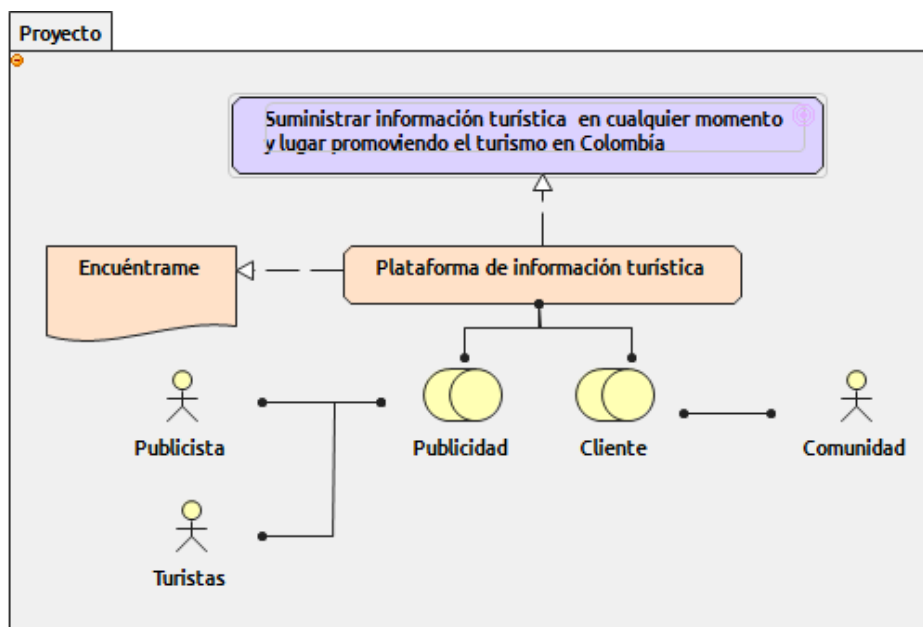 Proyecto
Suministrar información turística en cualquier momento
y lugar promoviendo el turismo en Colombia
Encuéntrame
Plataforma de información turística
Publicista
Publicidad
Cliente
Comunidad
Turistas